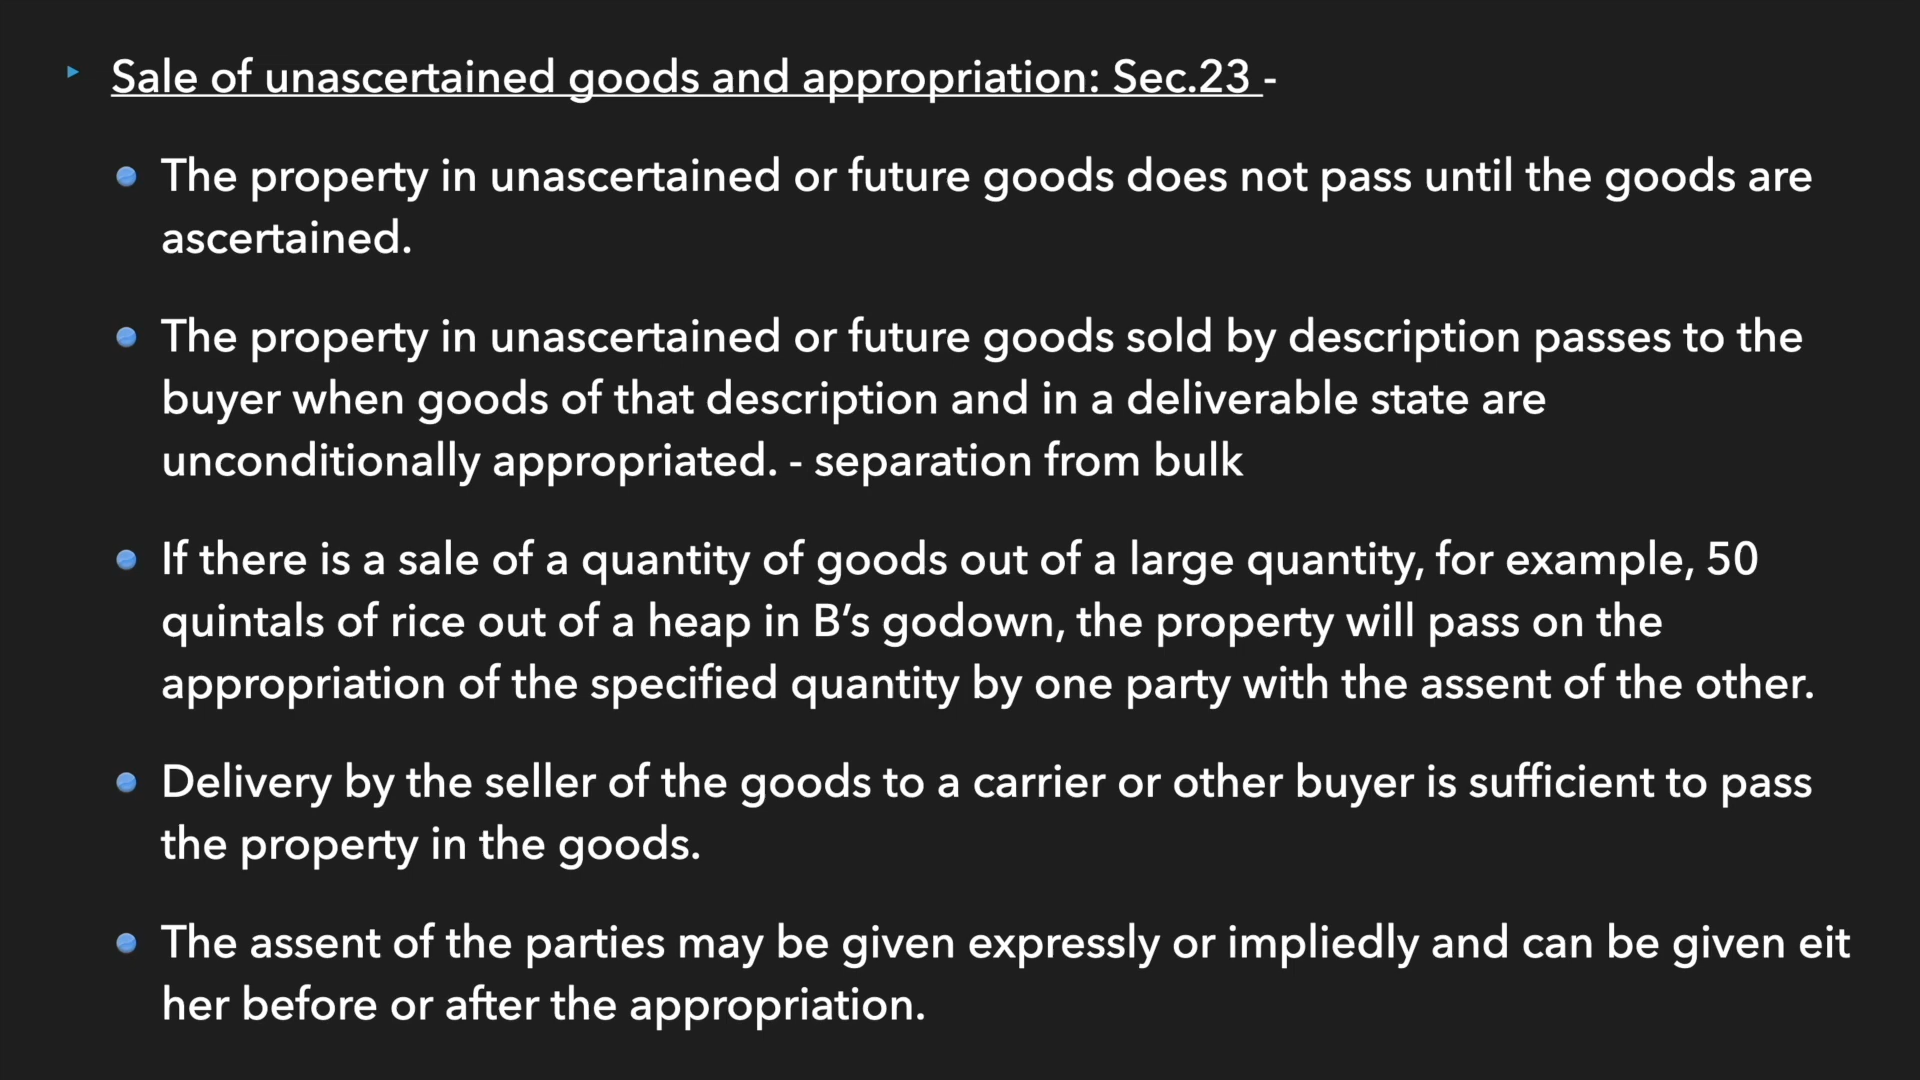 Sale of unascertained goods and appropriation: Sec.23 -
The property in unascertained or future goods does not pass until the goods are
ascertained.
The property in unascertained or future goods sold by description passes to the
buyer when goods of that description and in a deliverable state are
unconditionally appropriated. - separation from bulk
If there is a sale of a quantity of goods out of a large quantity, for example, 50
quintals of rice out of a heap in B’s godown, the property will pass on the
appropriation of the specified quantity by one party with the assent of the other.
Delivery by the seller of the goods to a carrier or other buyer is sufficient to pass
the property in the goods.
The assent of the parties may be given expressly or impliedly and can be given eit
her before or after the appropriation.